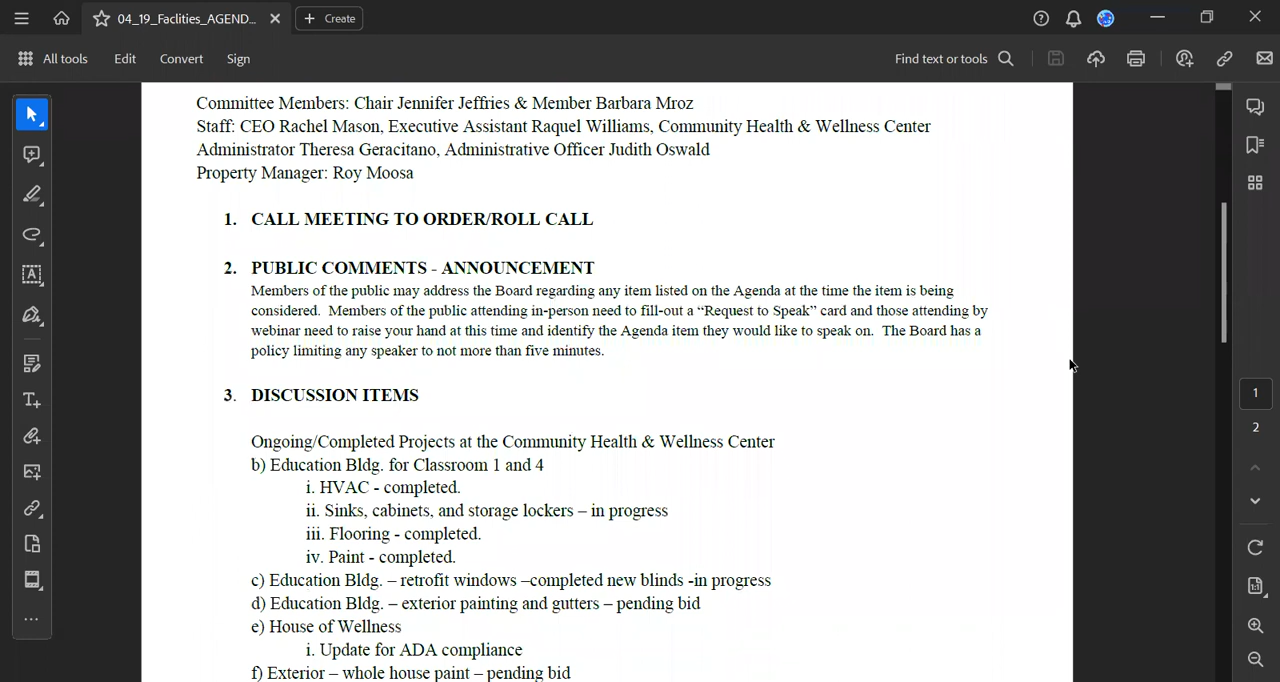 04_19_Faclities_AGEND...
Create
All tools
Edit
Convert
Sign
Find text or tools
Committee Members: Chair Jennifer Jeffries & Member Barbara Mroz
Staff: CEO Rachel Mason, Executive Assistant Raquel Williams, Community Health & Wellness Center
Administrator Theresa Geracitano, Administrative Officer Judith Oswald
Property Manager: Roy Moosa
1. CALL MEETING TO ORDER/ROLL CALL
2. PUBLIC COMMENTS - ANNOUNCEMENT
Members of the public may address the Board regarding any item listed on the Agenda at the time the item is being
considered. Members of the public attending in-person need to fill-out a “Request to Speak” card and those attending by
webinar need to raise your hand at this time and identify the Agenda item they would like to speak on. The Board has a
policy limiting any speaker to not more than five minutes.
3. DISCUSSION ITEMS
Ongoing/Completed Projects at the Community Health & Wellness Center
b) Education Bldg. for Classroom 1 and 4
i. HVAC - completed.
ii. Sinks, cabinets, and storage lockers – in progress
iii. Flooring - completed.
iv. Paint - completed.
c) Education Bldg. – retrofit windows –completed new blinds -in progress
d) Education Bldg. – exterior painting and gutters – pending bid
e) House of Wellness
i. Update for ADA compliance
f) Exterior – whole house paint – pending bid
1
2